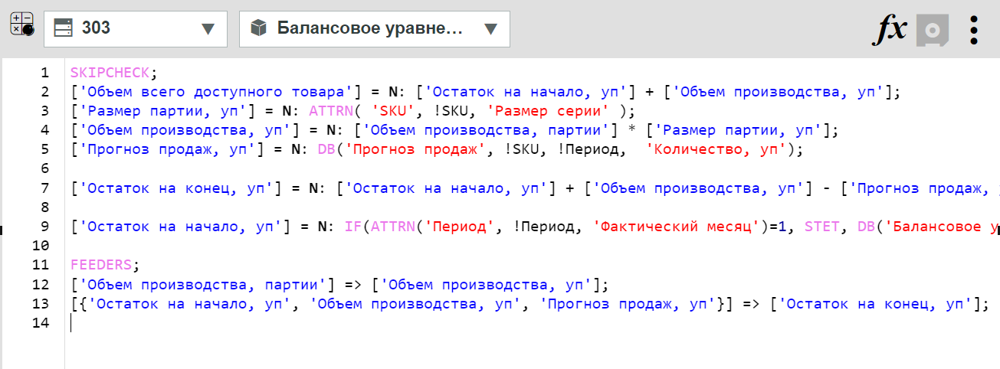 303
Балансовое уравне...
fx
1 SKIPCHECK;
2 ['Объем всего доступного товара'] = N: ['Остаток на начало, уп'] + ['Объем производства, уп'];
3 ['Размер партии, уп'] = N: ATTRN( 'SKU', !SKU, 'Размер серии' );
4 ['Объем производства, уп'] = N: ['Объем производства, партии'] * ['Размер партии, уп'];
5 ['Прогноз продаж, уп'] = N: DB('Прогноз продаж', !SKU, !Период,  'Количество, уп');
6
7 ['Остаток на конец, уп'] = N: ['Остаток на начало, уп'] + ['Объем производства, уп'] - ['Прогноз продаж,
8
9 ['Остаток на начало, уп'] = N: IF(ATTRN('Период', !Период, 'Фактический месяц')=1, STET, DB('Балансовое у
10
11 FEEDERS;
12 ['Объем производства, партии'] => ['Объем производства, уп'];
13 [{'Остаток на начало, уп', 'Объем производства, уп', 'Прогноз продаж, уп'}] => ['Остаток на конец, уп'];
14